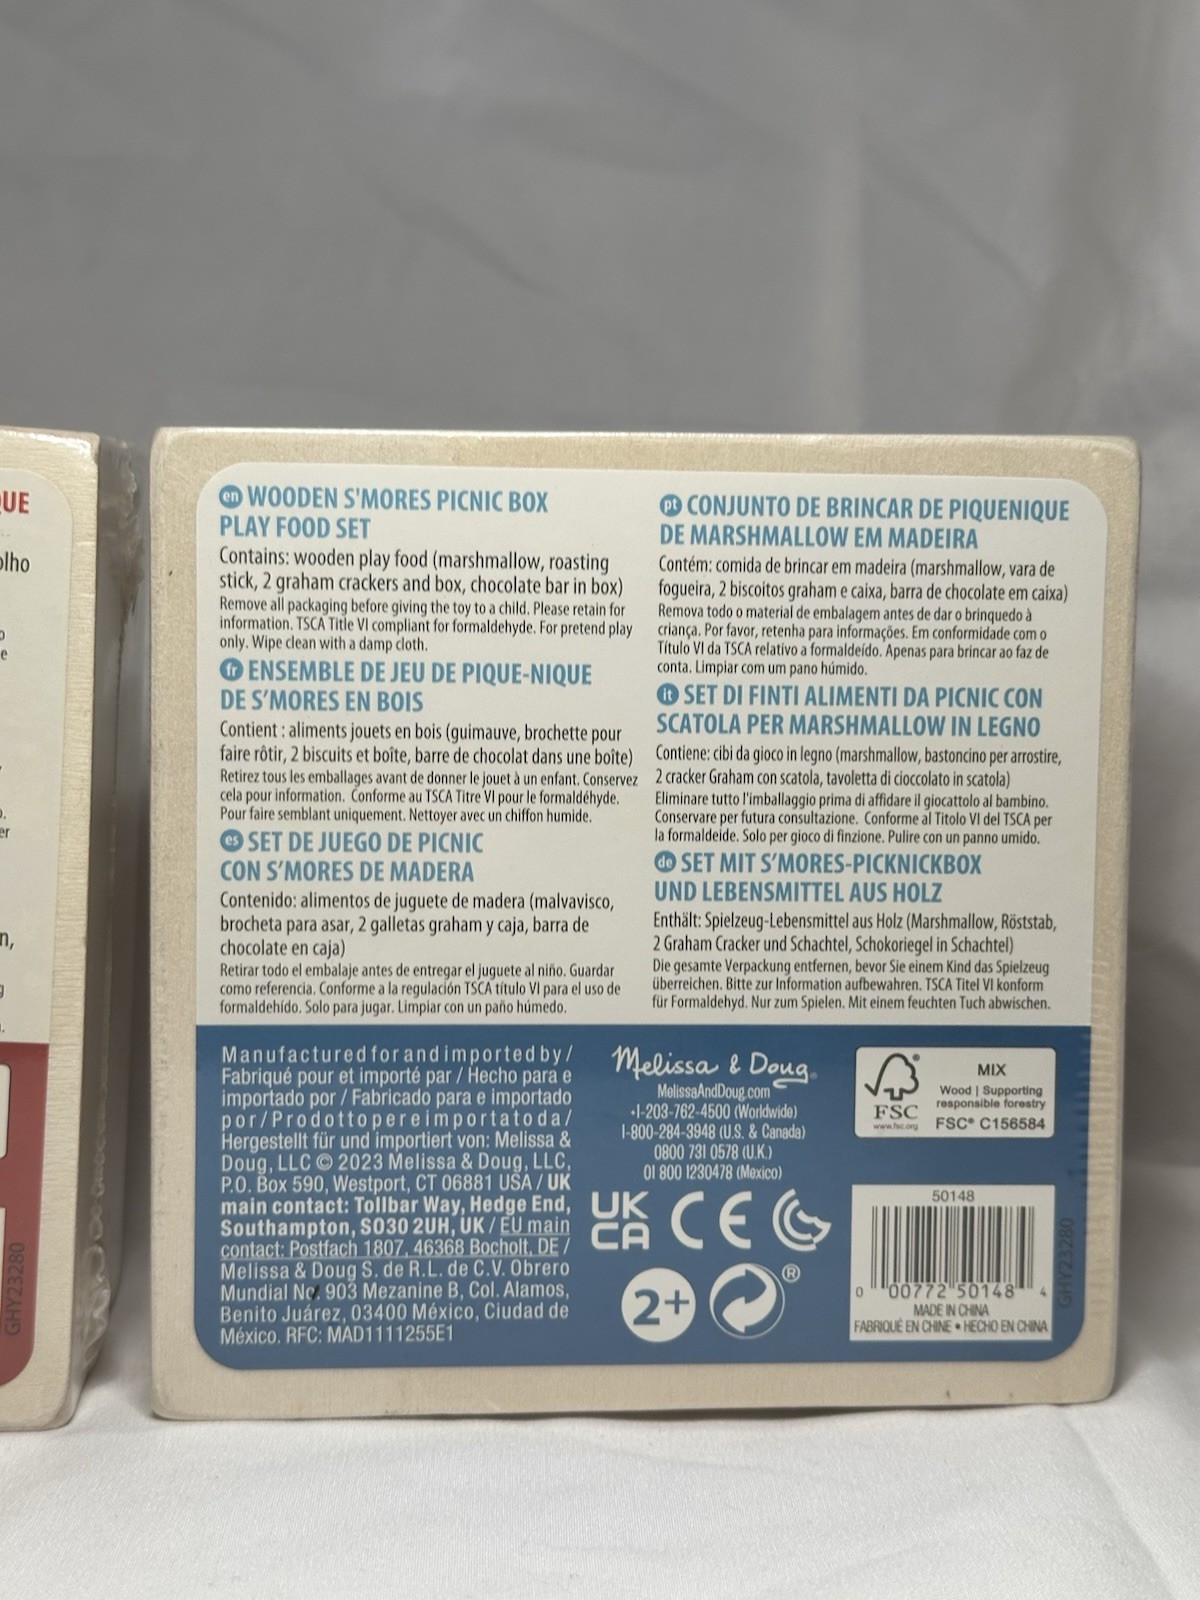 QUE
olho
o
e
.
er
n,
g
GHY23280
en WOODEN S'MORES PICNIC BOX
PLAY FOOD SET
Contains: wooden play food (marshmallow, roasting
stick, 2 graham crackers and box, chocolate bar in box)
Remove all packaging before giving the toy to a child. Please retain for
information. TSCA Title VI compliant for formaldehyde. For pretend play
only. Wipe clean with a damp cloth.
fr ENSEMBLE DE JEU DE PIQUE-NIQUE
DE S'MORES EN BOIS
Contient : aliments jouets en bois (guimauve, brochette pour
faire rôtir, 2 biscuits et boîte, barre de chocolat dans une boîte)
Retirez tous les emballages avant de donner le jouet à un enfant. Conservez
cela pour information. Conforme au TSCA Titre VI pour le formaldéhyde.
Pour faire semblant uniquement. Nettoyer avec un chiffon humide.
es SET DE JUEGO DE PICNIC
CON S'MORES DE MADERA
Contenido: alimentos de juguete de madera (malvavisco,
brocheta para asar, 2 galletas graham y caja, barra de
chocolate en caja)
Retirar todo el embalaje antes de entregar el juguete al niño. Guardar
como referencia. Conforme a la regulación TSCA título VI para el uso de
formaldehído. Solo para jugar. Limpiar con un paño húmedo.
pt CONJUNTO DE BRINCAR DE PIQUENIQUE
DE MARSHMALLOW EM MADEIRA
Contém: comida de brincar em madeira (marshmallow, vara de
fogueira, 2 biscoitos graham e caixa, barra de chocolate em caixa)
Remova todo o material de embalagem antes de dar o brinquedo à
criança. Por favor, retenha para informações. Em conformidade com o
Título VI da TSCA relativo a formaldeído. Apenas para brincar ao faz de
conta. Limpiar com um pano húmido.
it SET DI FINTI ALIMENTI DA PICNIC CON
SCATOLA PER MARSHMALLOW IN LEGNO
Contiene: cibi da gioco in legno (marshmallow, bastoncino per arrostire,
2 cracker Graham con scatola, tavoletta di cioccolato in scatola)
Eliminare tutto l'imballaggio prima di affidare il giocattolo al bambino.
Conservare per futura consultazione. Conforme al Titolo VI del TSCA per
la formaldeide. Solo per gioco di finzione. Pulire con un panno umido.
de SET MIT S'MORES-PICKNICKBOX
UND LEBENSMITTEL AUS HOLZ
Enthält: Spielzeug-Lebensmittel aus Holz (Marshmallow, Röststab,
2 Graham Cracker und Schachtel, Schokoriegel in Schachtel)
Die gesamte Verpackung entfernen, bevor Sie einem Kind das Spielzeug
überreichen. Bitte zur Information aufbewahren. TSCA Titel VI konform
für Formaldehyd. Nur zum Spielen. Mit einem feuchten Tuch abwischen.
Manufactured for and imported by /
Fabriqué pour et importé par / Hecho para e
importado por / Fabricado para e importado
por / Prodotto per e importato da /
Hergestellt für und importiert von: Melissa &
Doug, LLC © 2023 Melissa & Doug, LLC,
P.O. Box 590, Westport, CT 06881 USA / UK
main contact: Tollbar Way, Hedge End,
Southampton, SO30 2UH, UK / EU main
contact: Postfach 1807, 46368 Bocholt, DE /
Melissa & Doug S. de R.L. de C.V. Obrero
Mundial No. 903 Mezanine B, Col. Alamos,
Benito Juárez, 03400 México, Ciudad de
México. RFC: MAD1111255E1
Melissa & Doug®
MelissaAndDoug.com
+1-203-762-4500 (Worldwide)
1-800-284-3948 (U.S. & Canada)
0800 731 0578 (U.K.)
01 800 1230478 (Mexico)
UK
CA CE
2+ ®
FSC
www.fsc.org
MIX
Wood | Supporting
responsible forestry
FSC® C156584
50148
0 00772 50148 4
MADE IN CHINA
FABRIQUÉ EN CHINE • HECHO EN CHINA
GHY23280